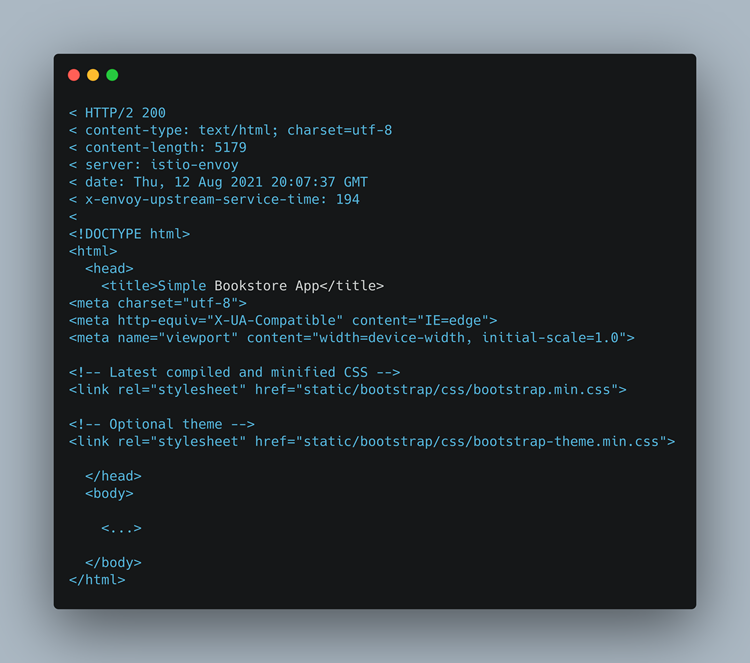 < HTTP/2 200
< content-type: text/html; charset=utf-8
< content-length: 5179
< server: istio-envoy
< date: Thu, 12 Aug 2021 20:07:37 GMT
< x-envoy-upstream-service-time: 194
<
<!DOCTYPE html>
<html>
  <head>
    <title>Simple Bookstore App</title>
<meta charset="utf-8">
<meta http-equiv="X-UA-Compatible" content="IE=edge">
<meta name="viewport" content="width=device-width, initial-scale=1.0">

<!-- Latest compiled and minified CSS -->
<link rel="stylesheet" href="static/bootstrap/css/bootstrap.min.css">

<!-- Optional theme -->
<link rel="stylesheet" href="static/bootstrap/css/bootstrap-theme.min.css">

  </head>
  <body>

    <...>

  </body>
</html>